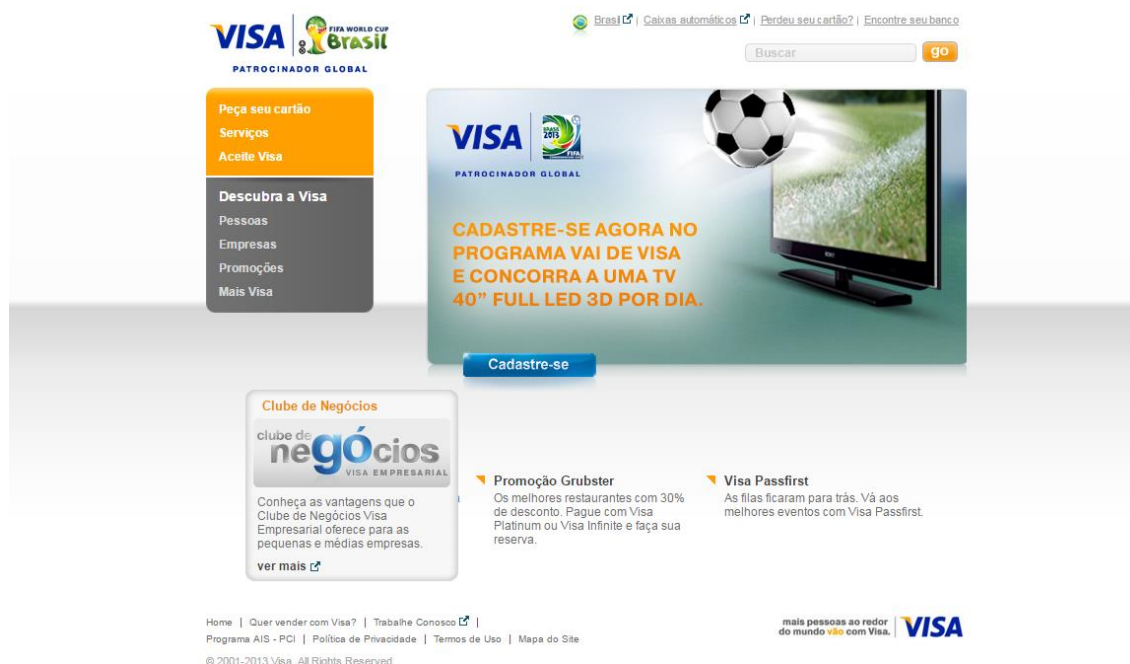 VISA
FIFA WORLD CUP
Brasil
PATROCINADOR GLOBAL
Brasil | Caixas automáticos | Perdeu seu cartão? | Encontre seu banco
Buscar
go
Peça seu cartão
Serviços
Aceite Visa
Descubra a Visa
Pessoas
Empresas
Promoções
Mais Visa
VISA
BRASIL
2013
FIFA
PATROCINADOR GLOBAL
CADASTRE-SE AGORA NO
PROGRAMA VAI DE VISA
E CONCORRA A UMA TV
40” FULL LED 3D POR DIA.
Cadastre-se
Clube de Negócios
clube de
negócios
VISA EMPRESARIAL
Conheça as vantagens que o
Clube de Negócios Visa
Empresarial oferece para as
pequenas e médias empresas.
ver mais
Promoção Grubster
Os melhores restaurantes com 30%
de desconto. Pague com Visa
Platinum ou Visa Infinite e faça sua
reserva.
Visa Passfirst
As filas ficaram para trás. Vá aos
melhores eventos com Visa Passfirst.
Home | Quer vender com Visa? | Trabalhe Conosco |
Programa AIS - PCI | Política de Privacidade | Termos de Uso | Mapa do Site
© 2001-2013 Visa. All Rights Reserved
mais pessoas ao redor
do mundo vão com Visa.
VISA